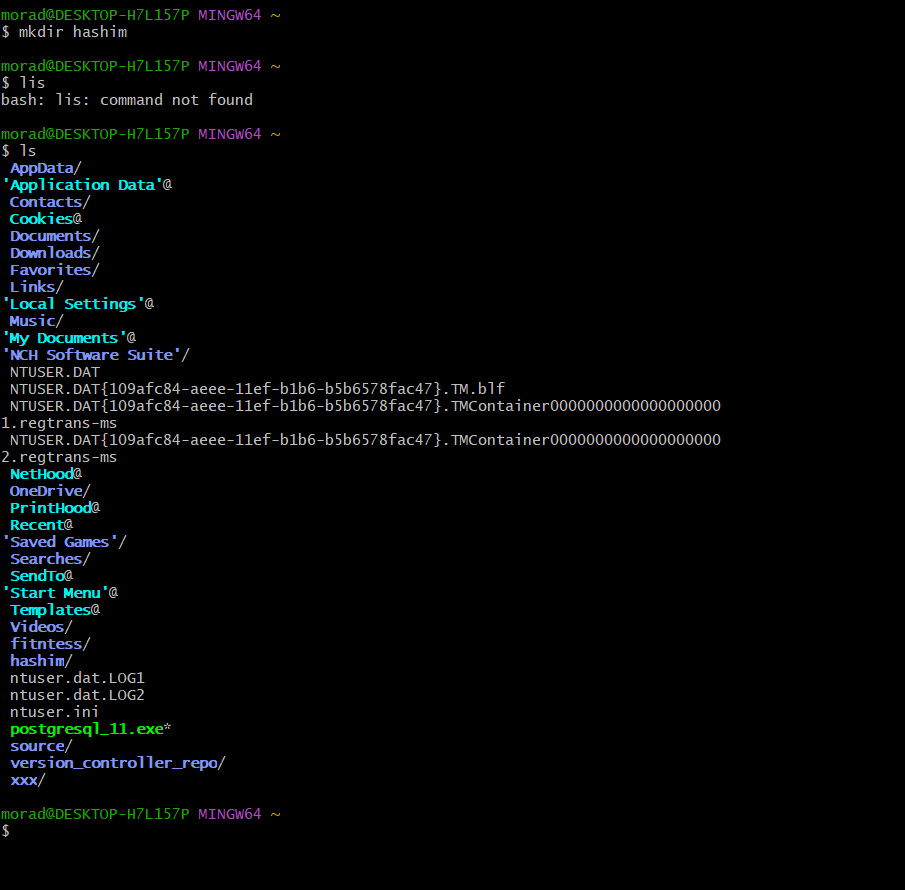 morad@DESKTOP-H7L157P MINGW64 ~
$ mkdir hashim
morad@DESKTOP-H7L157P MINGW64 ~
$ lis
bash: lis: command not found
morad@DESKTOP-H7L157P MINGW64 ~
$ ls
AppData/
'Application Data'@
Contacts/
Cookies@
Documents/
Downloads/
Favorites/
Links/
'Local Settings'@
Music/
'My Documents'@
'NCH Software Suite'/
NTUSER.DAT
NTUSER.DAT{109afc84-aeee-11ef-b1b6-b5b6578fac47}.TM.blf
NTUSER.DAT{109afc84-aeee-11ef-b1b6-b5b6578fac47}.TMContainer0000000000000000000
1.regtrans-ms
NTUSER.DAT{109afc84-aeee-11ef-b1b6-b5b6578fac47}.TMContainer0000000000000000000
2.regtrans-ms
NetHood@
OneDrive/
PrintHood@
Recent@
'Saved Games'/
Searches/
SendTo@
'Start Menu'@
Templates@
Videos/
fitntess/
hashim/
ntuser.dat.LOG1
ntuser.dat.LOG2
ntuser.ini
postgresql_11.exe*
source/
version_controller_repo/
xxx/
morad@DESKTOP-H7L157P MINGW64 ~
$